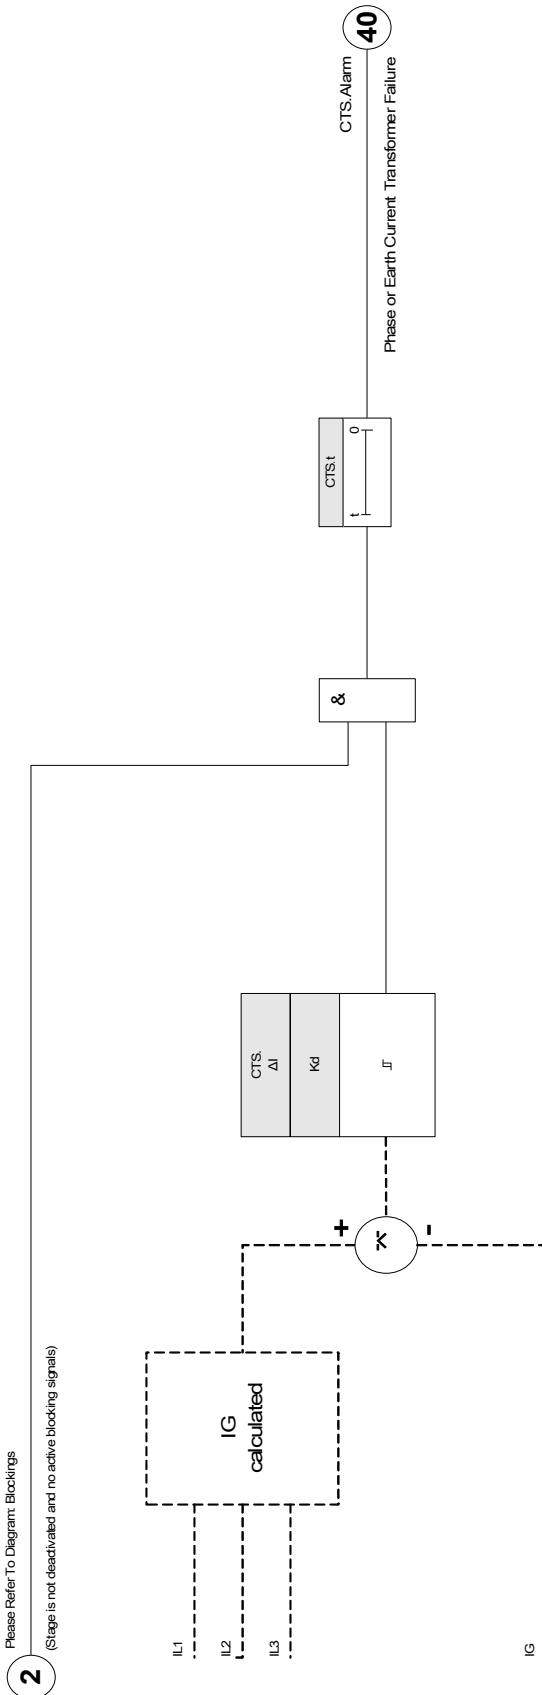 2
Please Refer To Diagram: Blockings
(Stage is not deactivated and no active blocking signals)
IL1
IL2
IL3
IG
calculated
IG
+
-
CTS.
ΔI
Kd
&
CTS.t
t
0
CTS.Alarm
40
Phase or Earth Current Transformer Failure